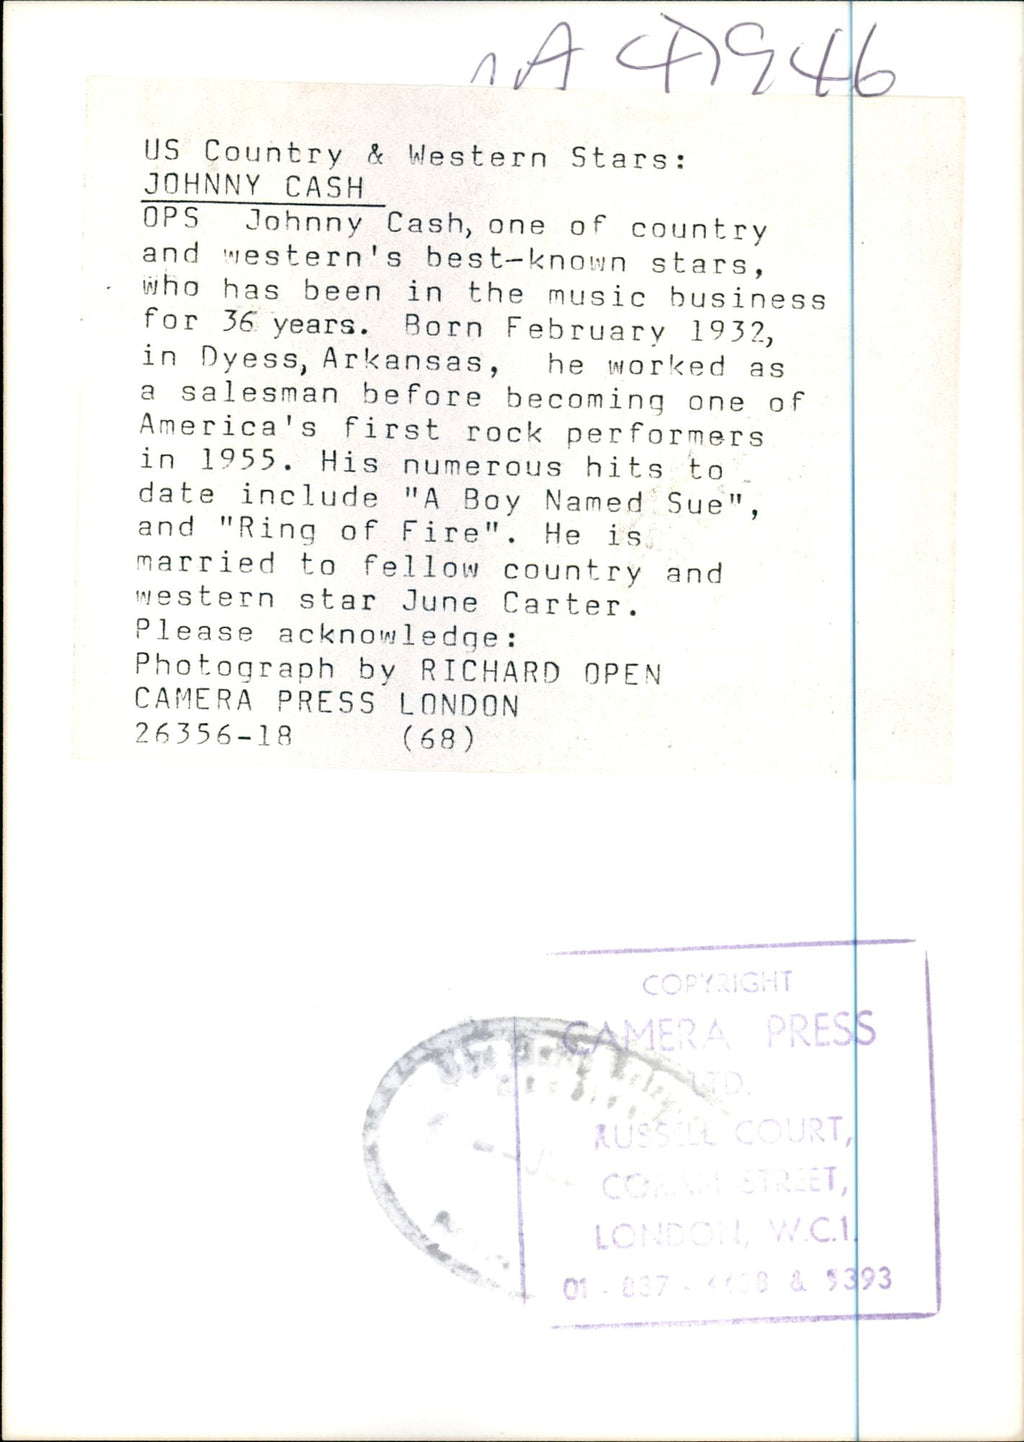 A 47946
US Country & Western Stars:
JOHNNY CASH
OPS Johnny Cash, one of country
and western's best-known stars,
who has been in the music business
for 36 years. Born February 1932,
in Dyess, Arkansas, he worked as
a salesman before becoming one of
America's first rock performers
in 1955. His numerous hits to
date include "A Boy Named Sue",
and "Ring of Fire". He is
married to fellow country and
western star June Carter.
Please acknowledge:
Photograph by RICHARD OPEN
CAMERA PRESS LONDON
26356-18 (68)
COPYRIGHT
CAMERA PRESS
LTD.
RUSSELL COURT,
CORAM STREET,
LONDON, W.C.1.
01 - 837 - & 9393